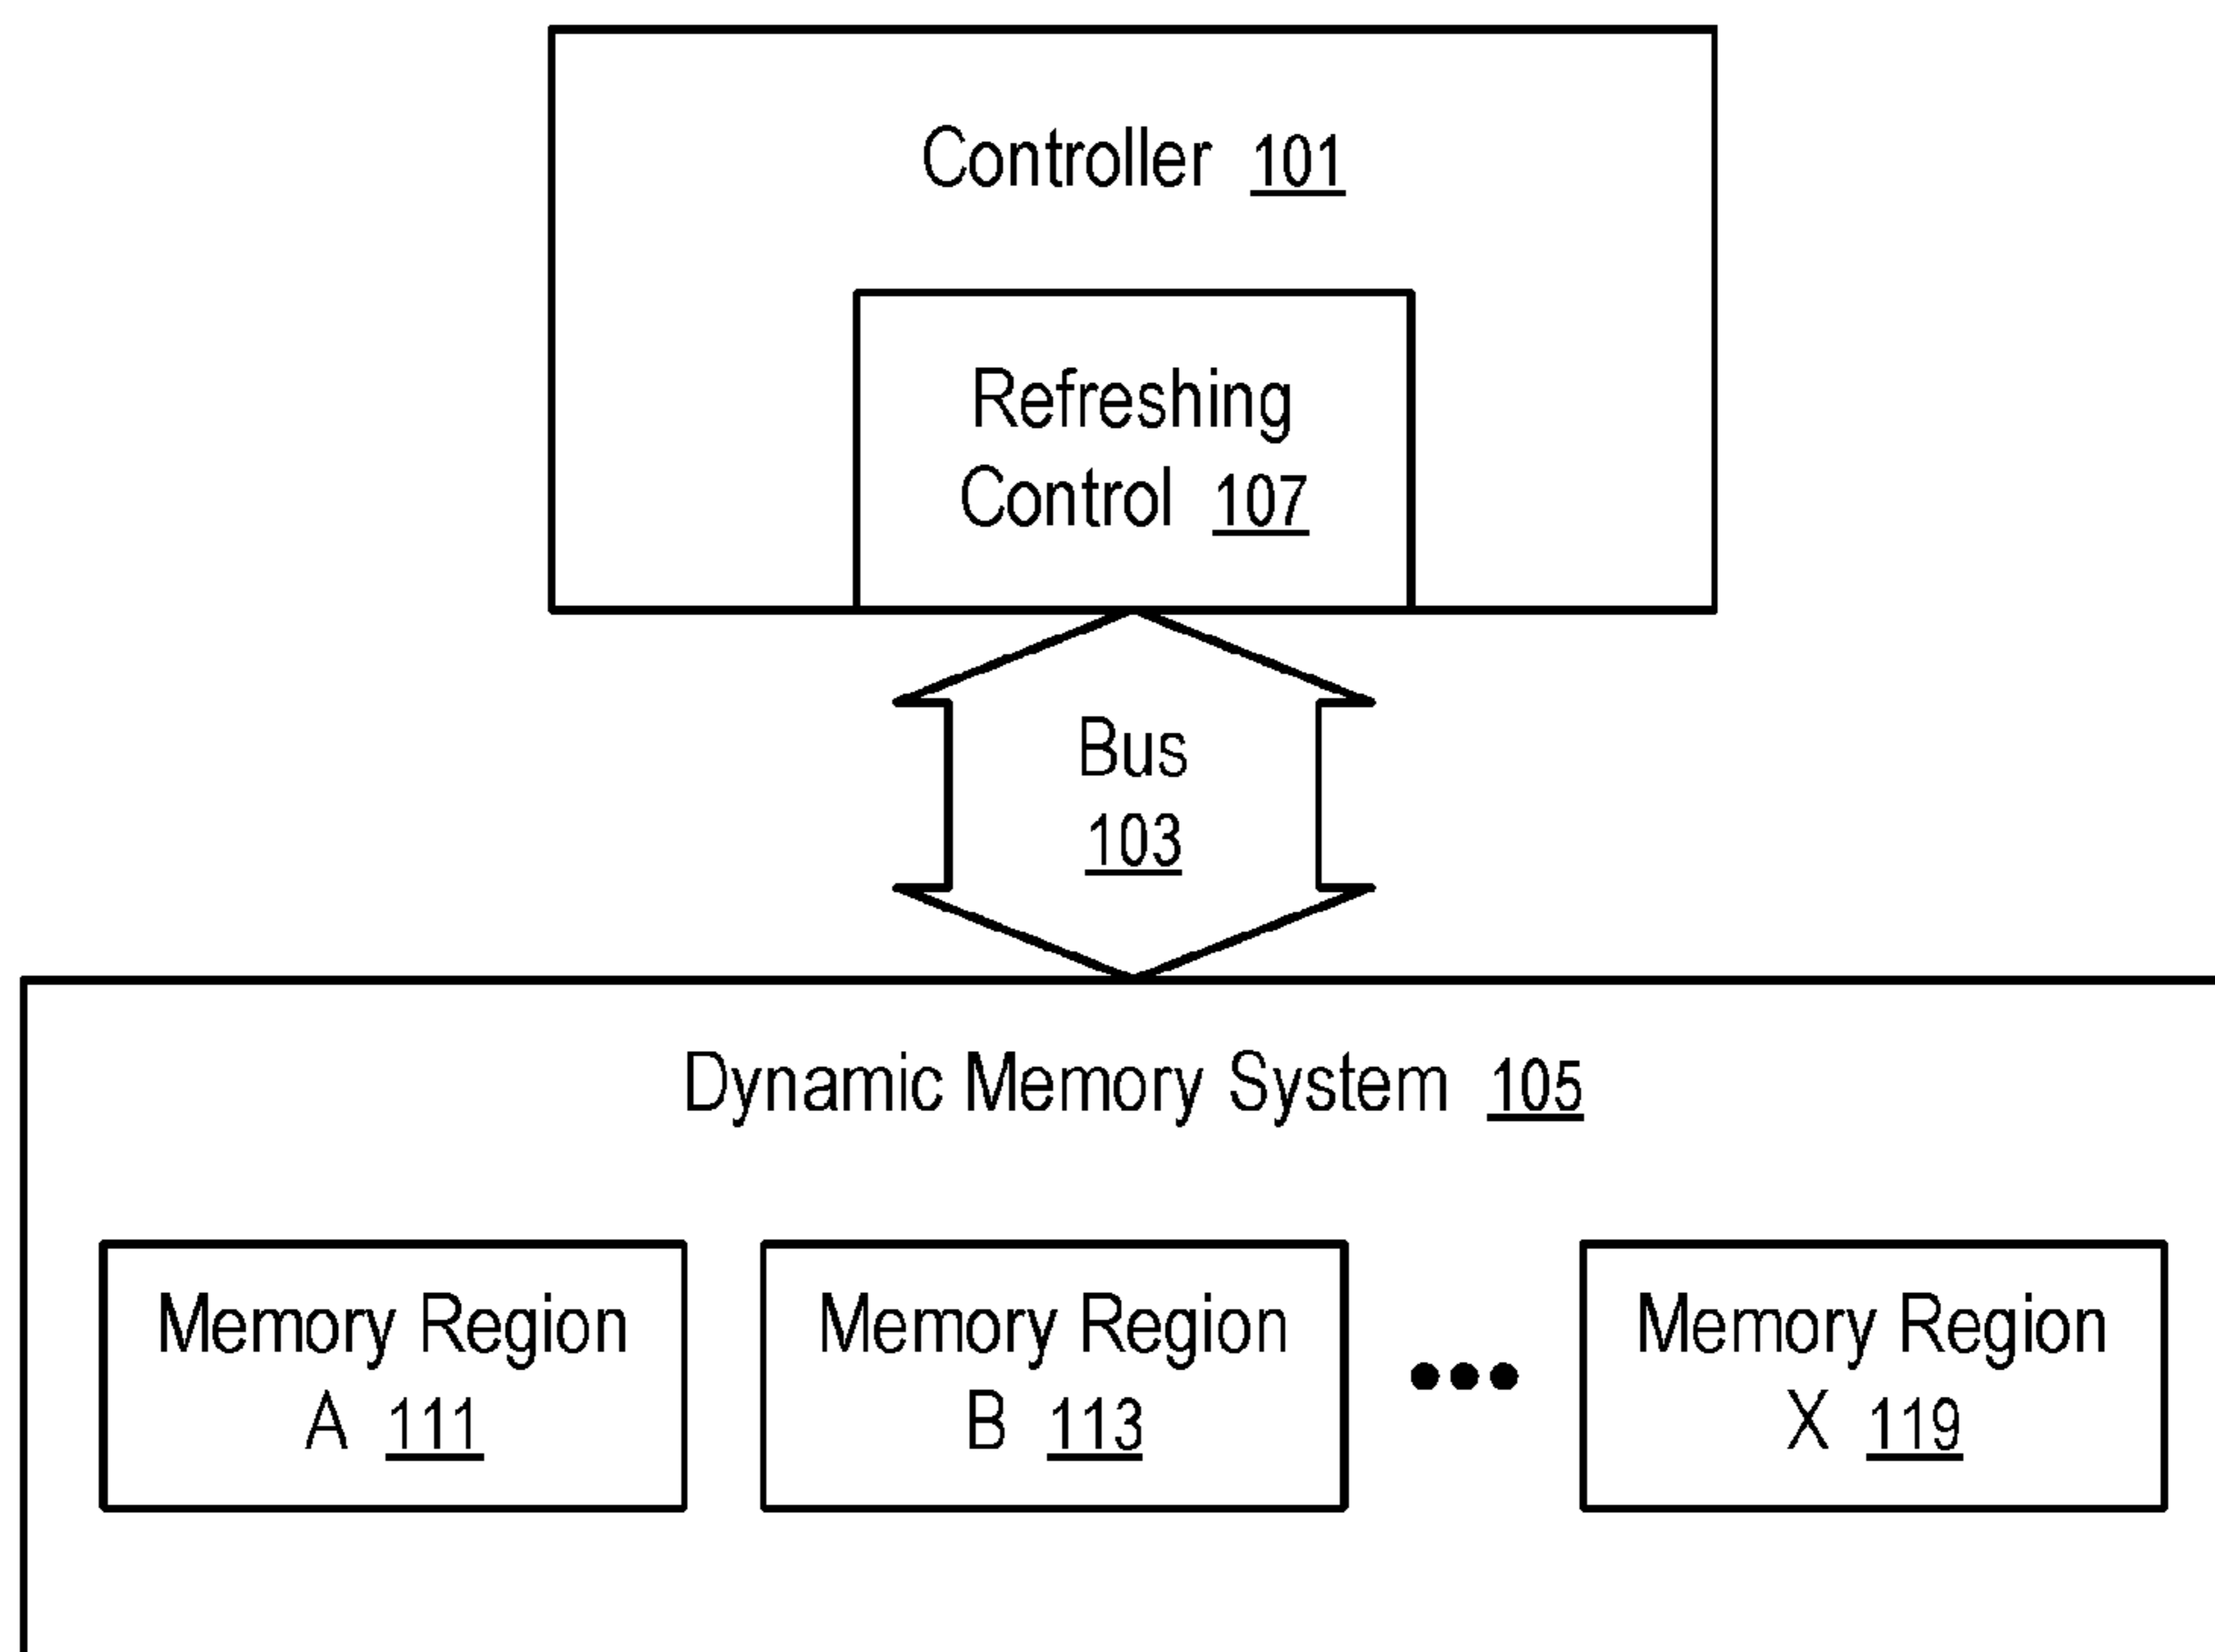 Controller 101
Refreshing
Control 107
Bus
103
Dynamic Memory System 105
Memory Region
A 111
Memory Region
B 113
Memory Region
X 119